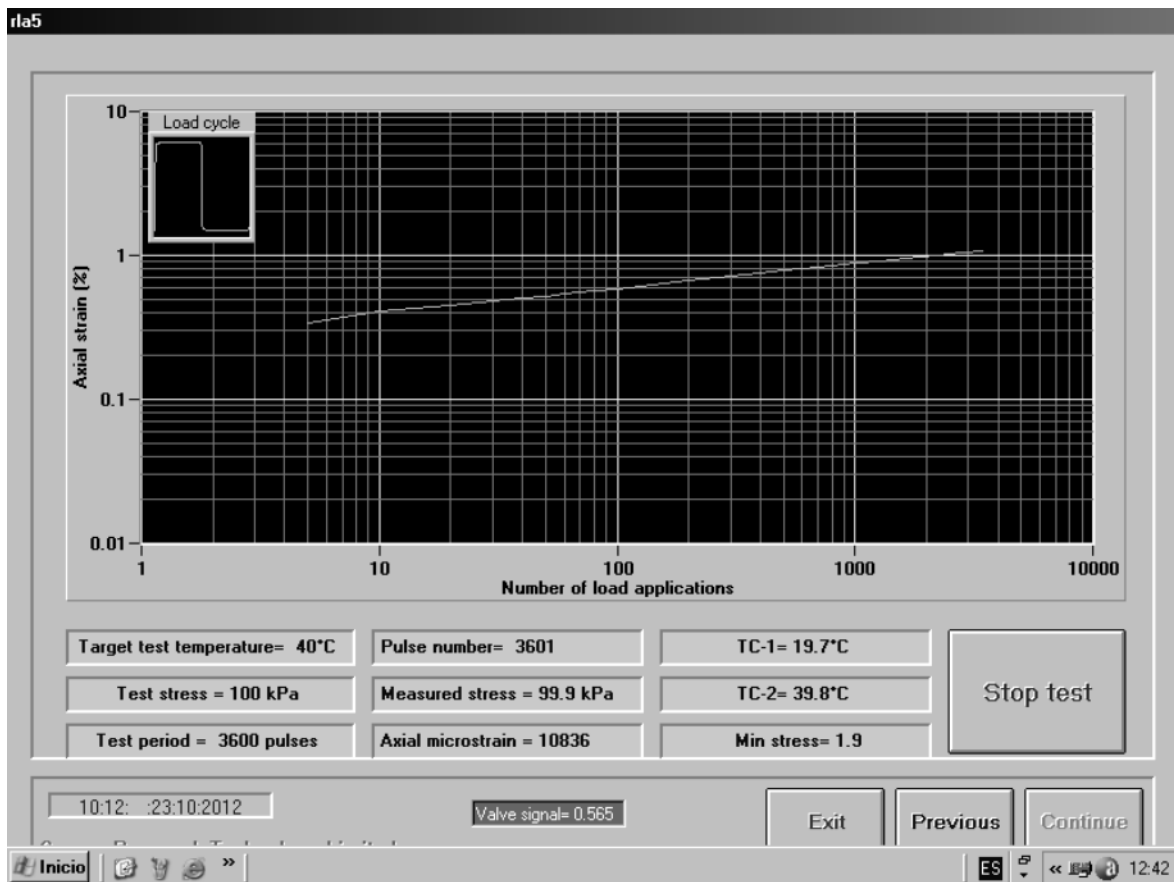 rla5
Load cycle
10
1
0.1
0.01
Axial strain (%)
1 10 100 1000 10000
Number of load applications
Target test temperature= 40°C Pulse number= 3601 TC-1= 19.7°C
Test stress = 100 kPa Measured stress = 99.9 kPa TC-2= 39.8°C
Stop test
Test period = 3600 pulses Axial microstrain = 10836 Min stress= 1.9
10:12: :23:10:2012
Valve signal= 0.565
Exit Previous Continue
Inicio » ES « 12:42